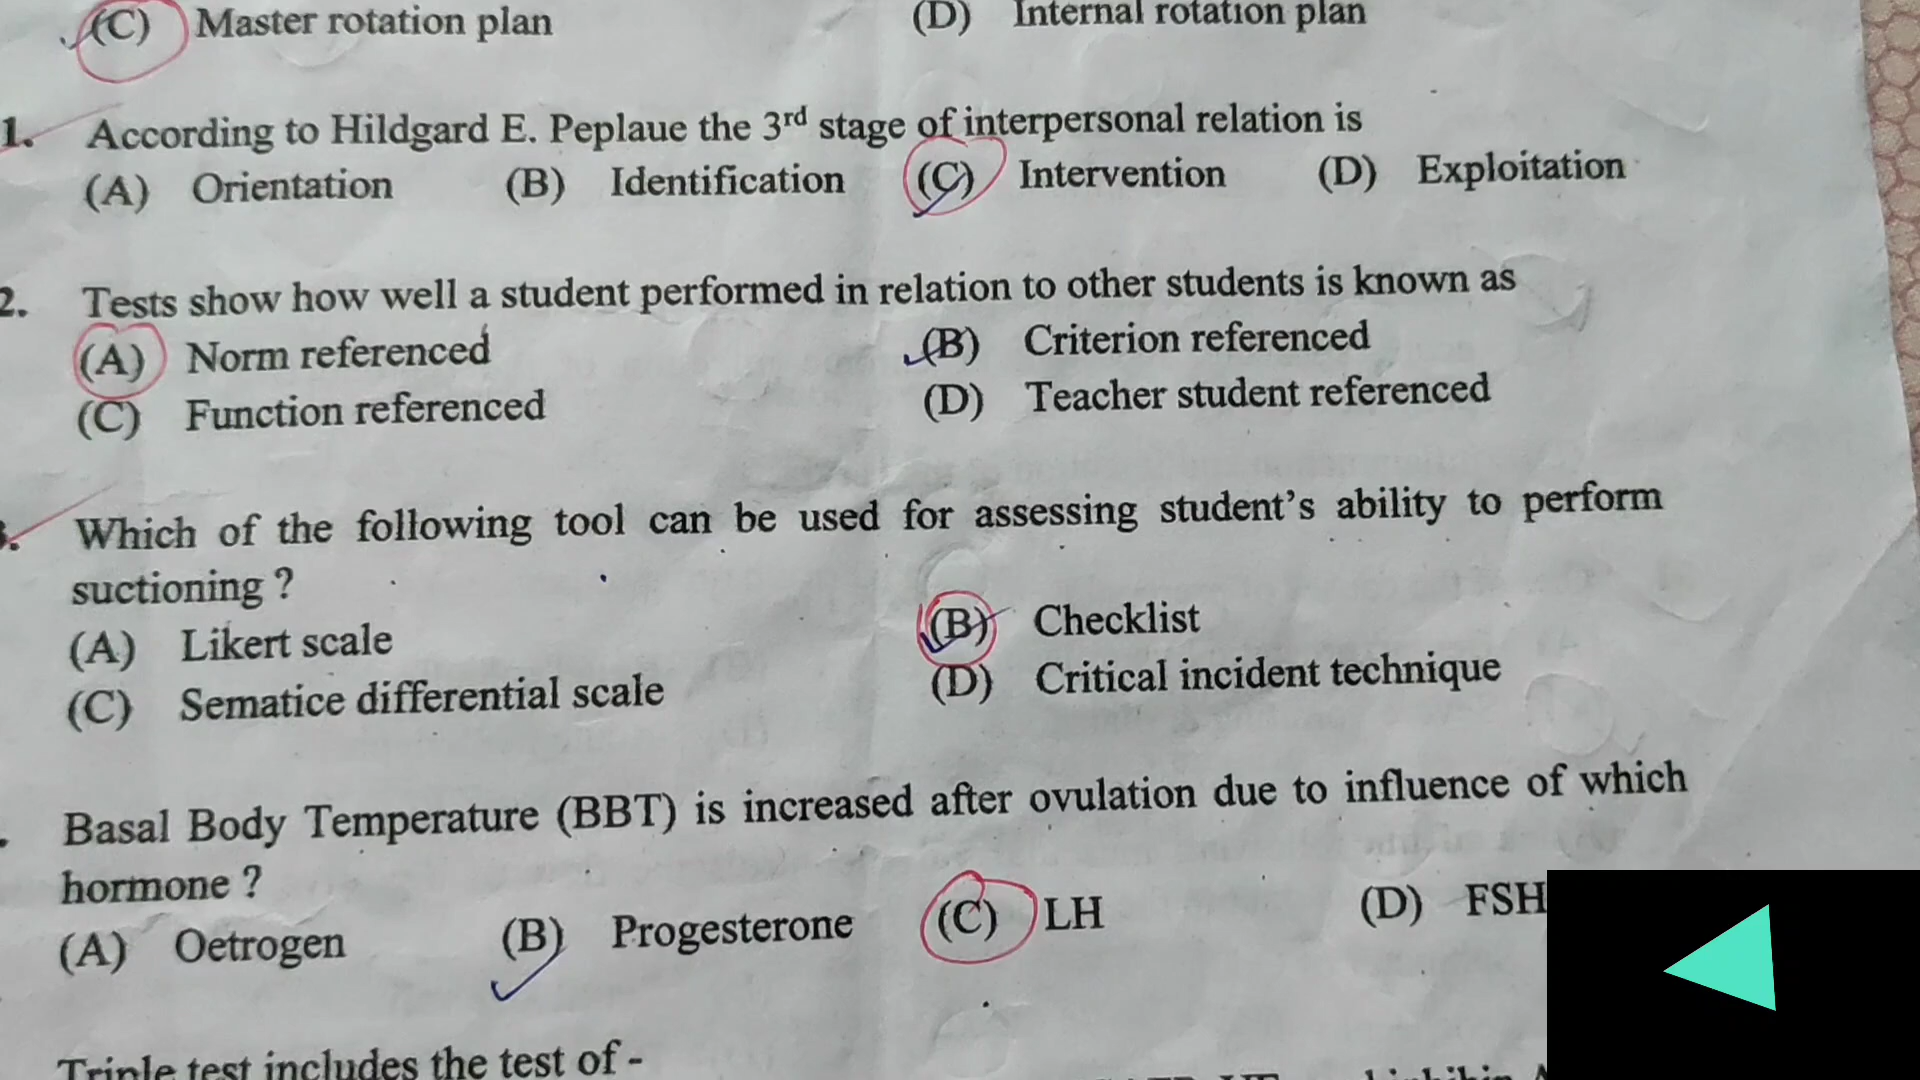 (C) Master rotation plan (D) Internal rotation plan
1. According to Hildgard E. Peplaue the 3rd stage of interpersonal relation is
(A) Orientation (B) Identification (C) Intervention (D) Exploitation
2. Tests show how well a student performed in relation to other students is known as
(A) Norm referenced (B) Criterion referenced
(C) Function referenced (D) Teacher student referenced
Which of the following tool can be used for assessing student's ability to perform
suctioning ?
(A) Likert scale (B) Checklist
(C) Sematice differential scale (D) Critical incident technique
Basal Body Temperature (BBT) is increased after ovulation due to influence of which
hormone ?
(A) Oetrogen (B) Progesterone (C) LH (D) FSH
Triple test includes the test of -